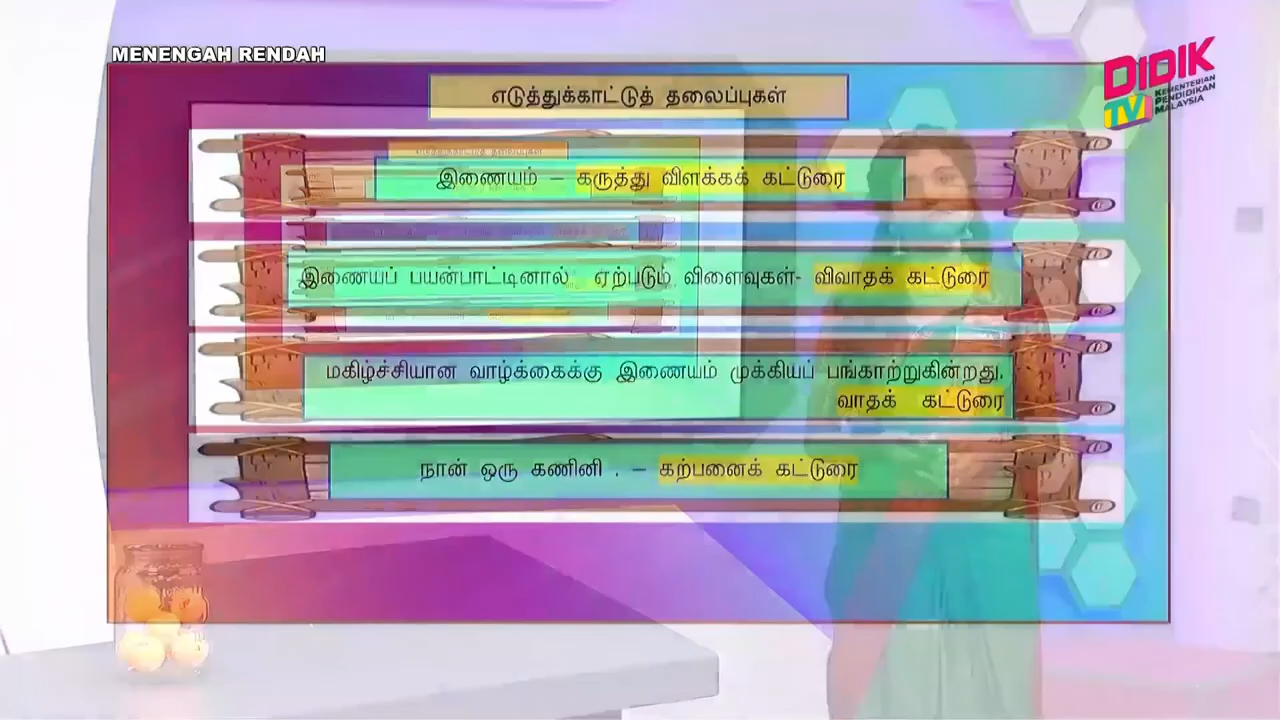 MENENGAH RENDAH
DIDIK
TV
KEMENTERIAN
PENDIDIKAN
MALAYSIA
எடுத்துக்காட்டுத் தலைப்புகள்
இணையம் – கருத்து விளக்கக் கட்டுரை
இணையப் பயன்பாட்டினால் ஏற்படும் விளைவுகள்- விவாதக் கட்டுரை
மகிழ்ச்சியான வாழ்க்கைக்கு இணையம் முக்கியப் பங்காற்றுகின்றது.
வாதக் கட்டுரை
நான் ஒரு கணினி . – கற்பனைக் கட்டுரை